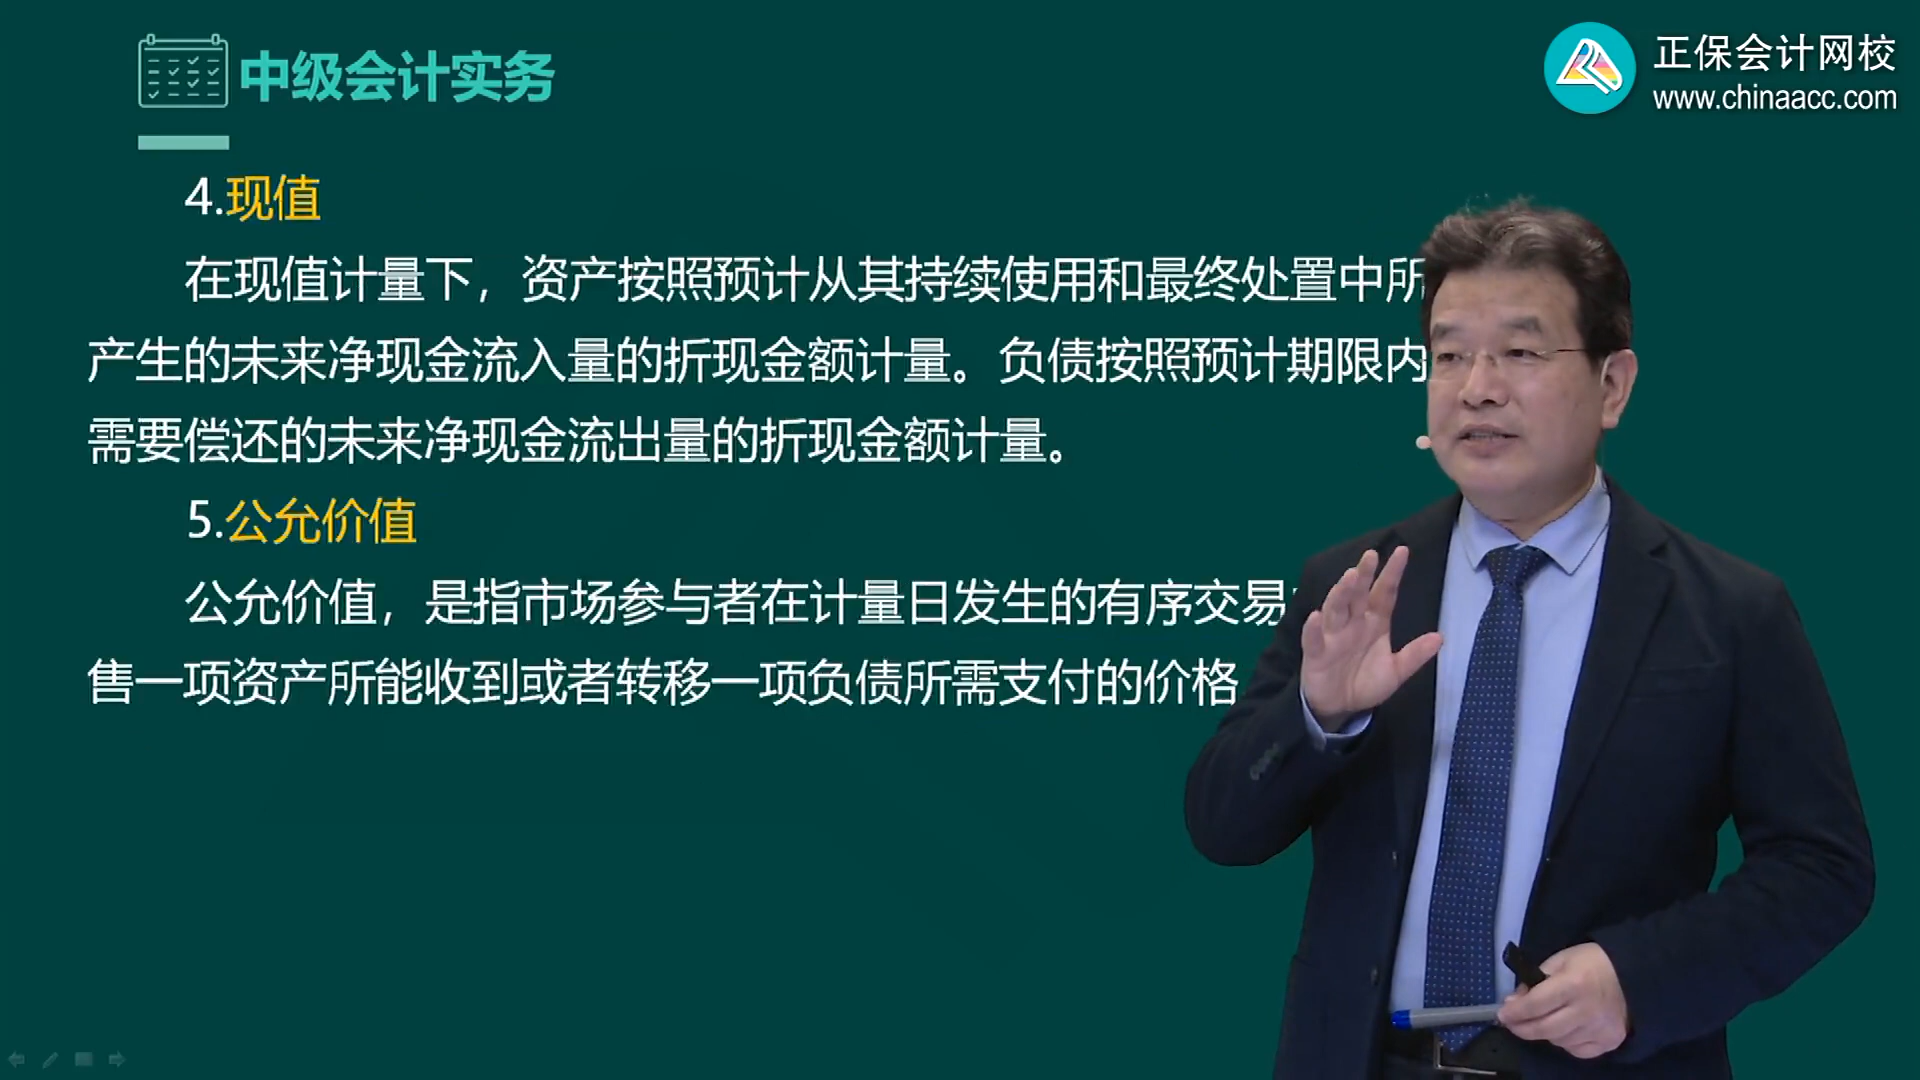 中级会计实务
正保会计网校
www.chinaacc.com
4.现值
在现值计量下，资产按照预计从其持续使用和最终处置中所
产生的未来净现金流入量的折现金额计量。负债按照预计期限内
需要偿还的未来净现金流出量的折现金额计量。
5.公允价值
公允价值，是指市场参与者在计量日发生的有序交易
售一项资产所能收到或者转移一项负债所需支付的价格